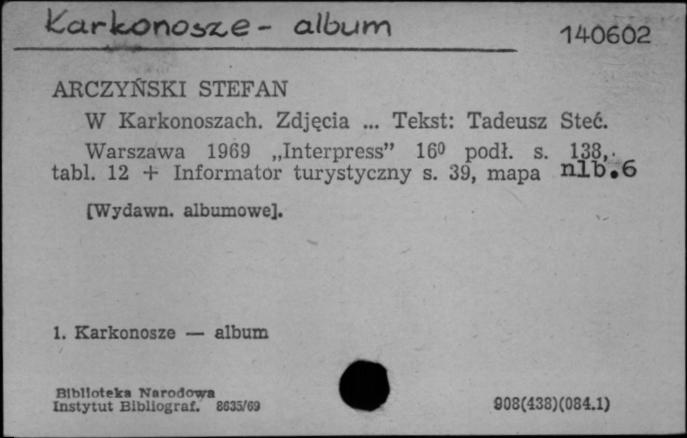 Karkonosze - album
140602
ARCZYŃSKI STEFAN
W Karkonoszach. Zdjęcia ... Tekst: Tadeusz Steć.
Warszawa 1969 „Interpress” 16⁰ podł. s. 138,
tabl. 12 + Informator turystyczny s. 39, mapa nlb.6
[Wydawn. albumowe].
1. Karkonosze — album
Biblioteka Narodowa
Instytut Bibliograf. 8635/69
908(438)(084.1)